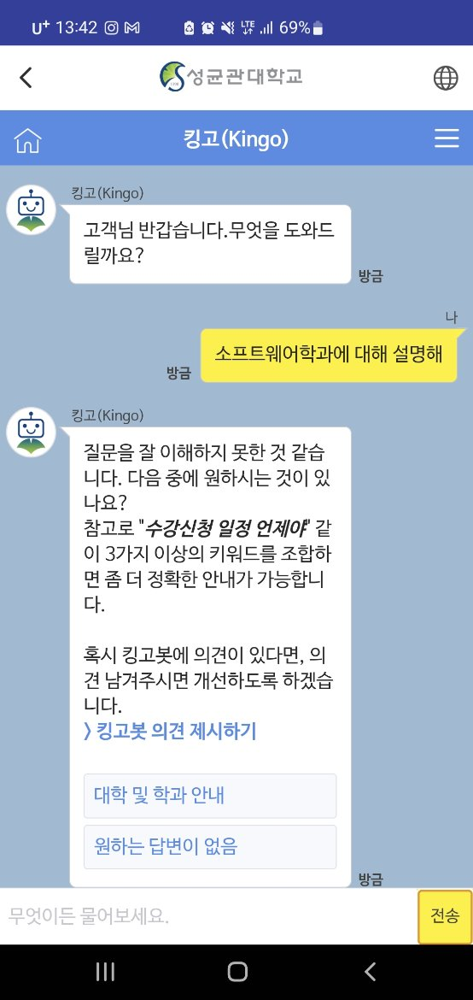 U+ 13:42 LTE 69%
성균관대학교
킹고(Kingo)
킹고(Kingo)
고객님 반갑습니다.무엇을 도와드
릴까요?
방금
나
소프트웨어학과에 대해 설명해
방금
킹고(Kingo)
질문을 잘 이해하지 못한 것 같습
니다. 다음 중에 원하시는 것이 있
나요?
참고로 "수강신청 일정 언제야" 같
이 3가지 이상의 키워드를 조합하
면 좀 더 정확한 안내가 가능합니
다.
혹시 킹고봇에 의견이 있다면, 의
견 남겨주시면 개선하도록 하겠습
니다.
> 킹고봇 의견 제시하기
대학 및 학과 안내
원하는 답변이 없음
방금
무엇이든 물어보세요.
전송